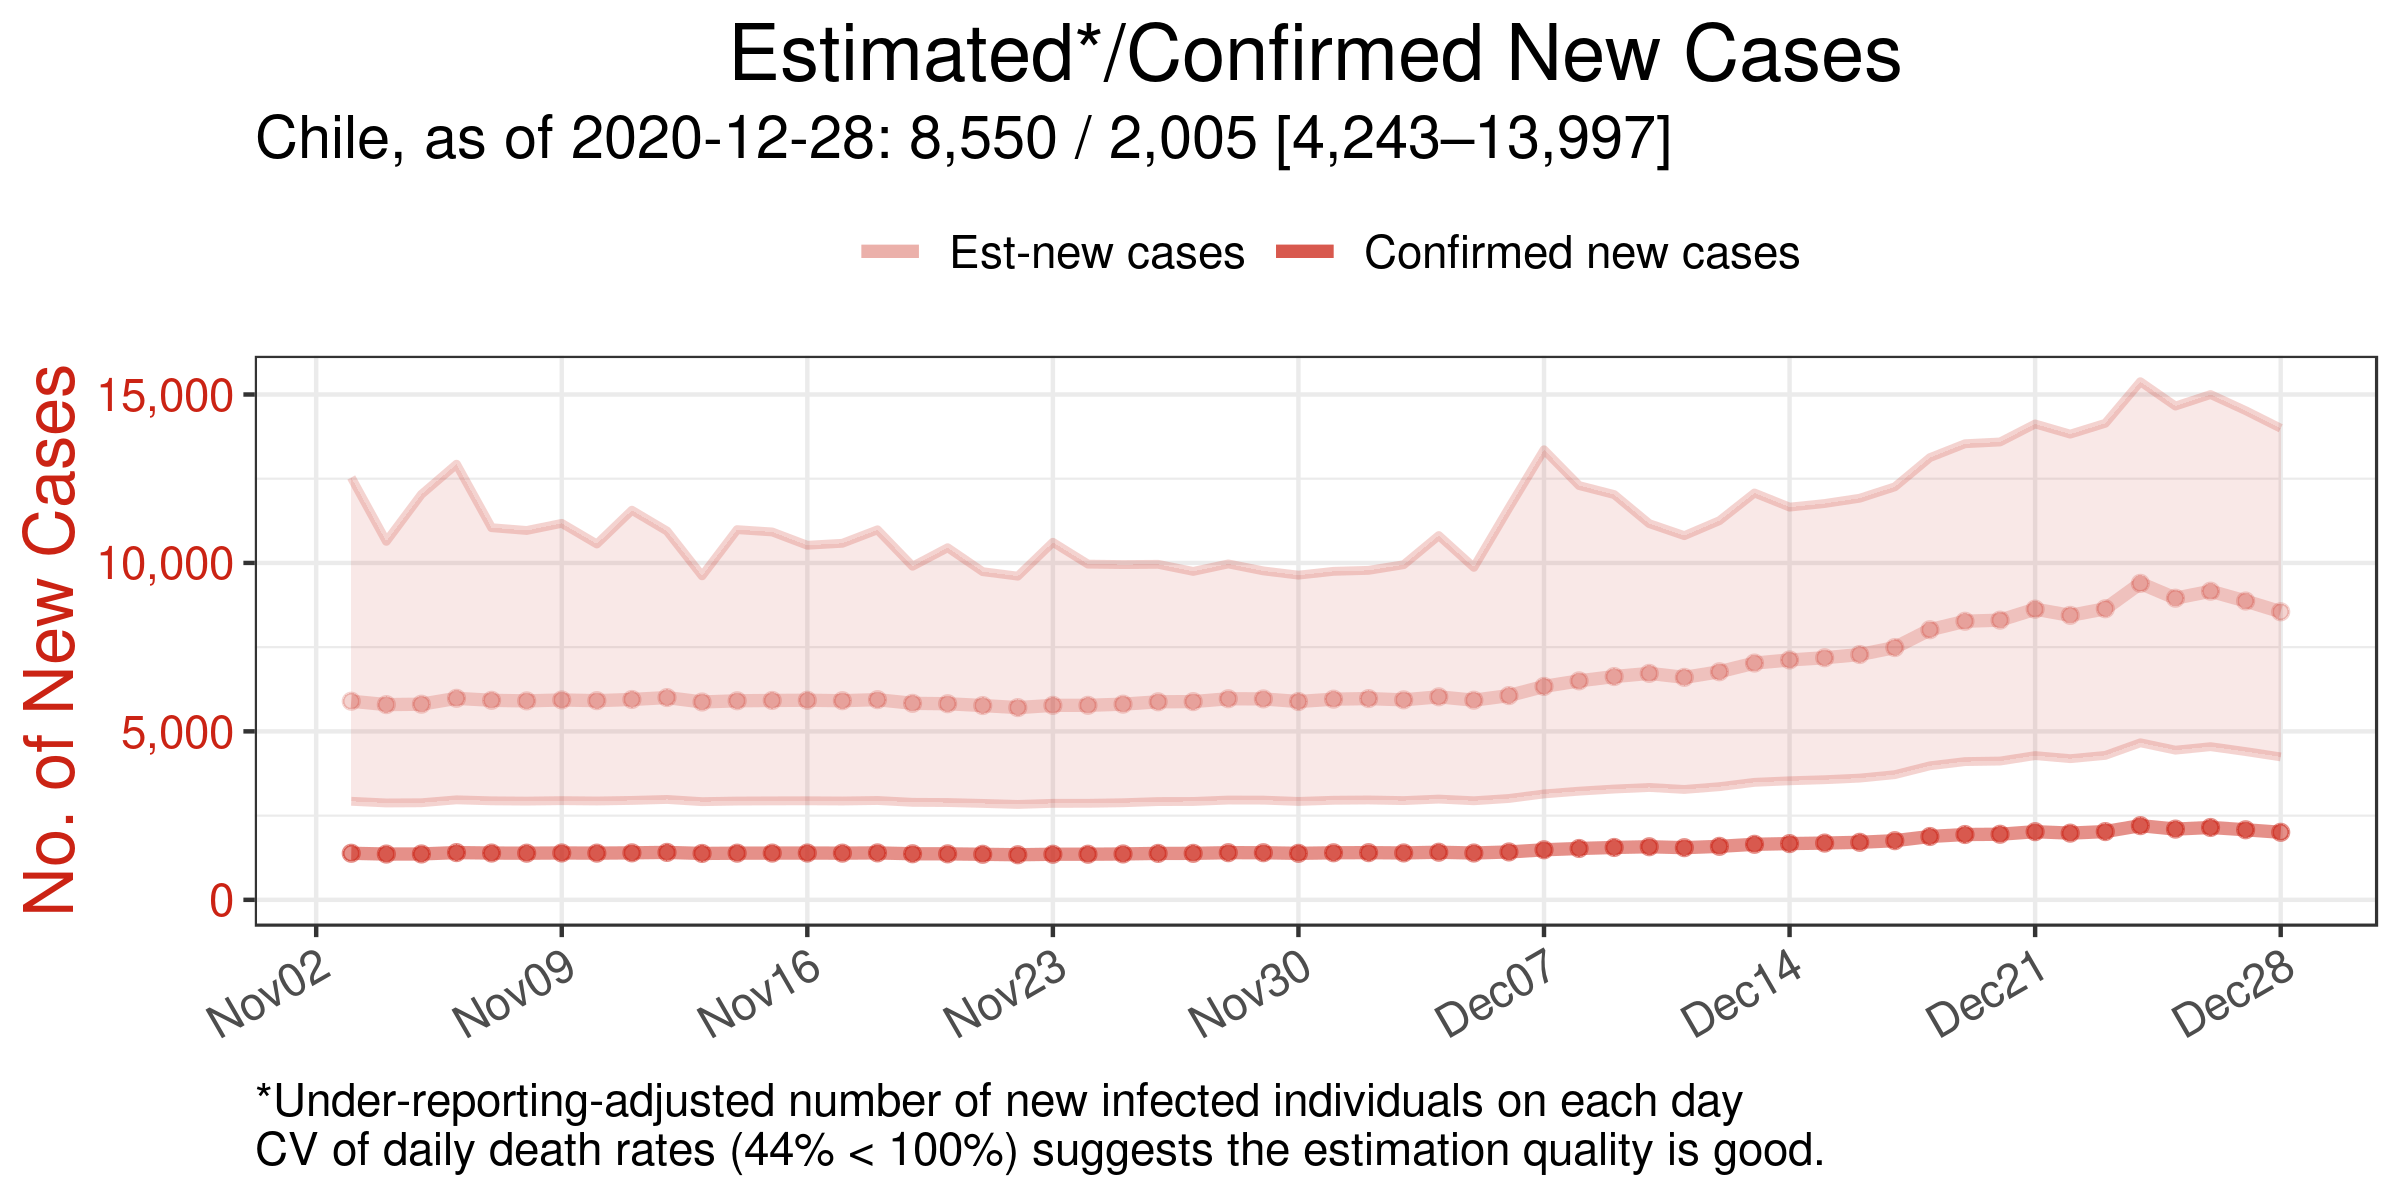 Estimated*/Confirmed New Cases
Chile, as of 2020-12-28: 8,550 / 2,005 [4,243–13,997]
Est-new cases
Confirmed new cases
No. of New Cases
15,000
10,000
5,000
0
Nov02
Nov09
Nov16
Nov23
Nov30
Dec07
Dec14
Dec21
Dec28
*Under-reporting-adjusted number of new infected individuals on each day
CV of daily death rates (44% < 100%) suggests the estimation quality is good.